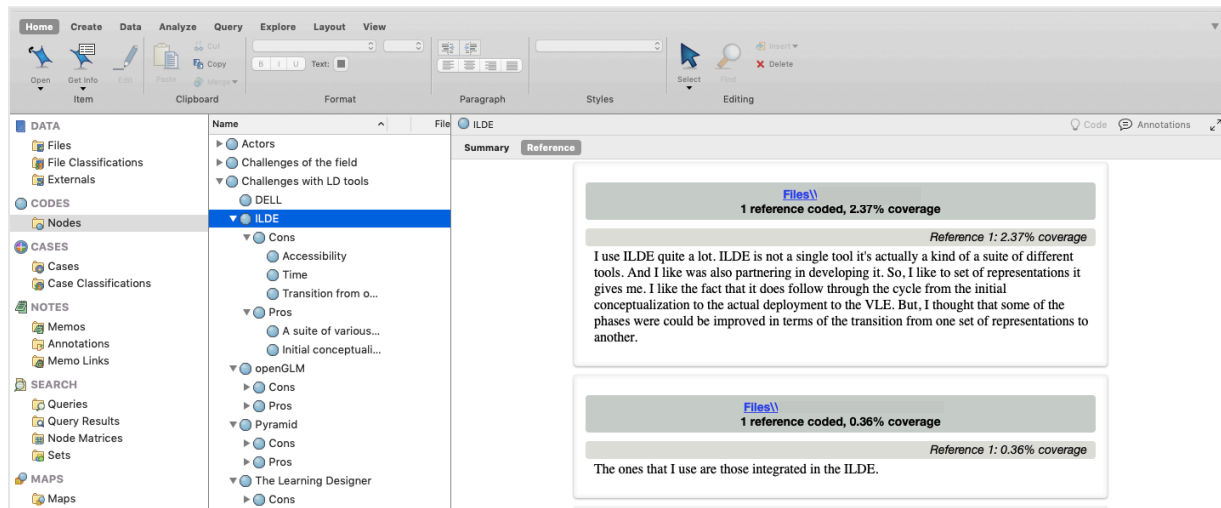 Home Create Data Analyze Query Explore Layout View
Cut
Copy
Merge
Insert
Delete
B I U Text:
Open Get Info Edit Paste Select Find
Item Clipboard Format Paragraph Styles Editing
DATA
Files
File Classifications
Externals
CODES
Nodes
CASES
Cases
Case Classifications
NOTES
Memos
Annotations
Memo Links
SEARCH
Queries
Query Results
Node Matrices
Sets
MAPS
Maps
Name File
Actors
Challenges of the field
Challenges with LD tools
DELL
ILDE
Cons
Accessibility
Time
Transition from o...
Pros
A suite of various...
Initial conceptuali...
openGLM
Cons
Pros
Pyramid
Cons
Pros
The Learning Designer
Cons
ILDE Code Annotations
Summary Reference
Files\\
1 reference coded, 2.37% coverage
Reference 1: 2.37% coverage
I use ILDE quite a lot. ILDE is not a single tool it's actually a kind of a suite of different
tools. And I like was also partnering in developing it. So, I like to set of representations it
gives me. I like the fact that it does follow through the cycle from the initial
conceptualization to the actual deployment to the VLE. But, I thought that some of the
phases were could be improved in terms of the transition from one set of representations to
another.
Files\\
1 reference coded, 0.36% coverage
Reference 1: 0.36% coverage
The ones that I use are those integrated in the ILDE.